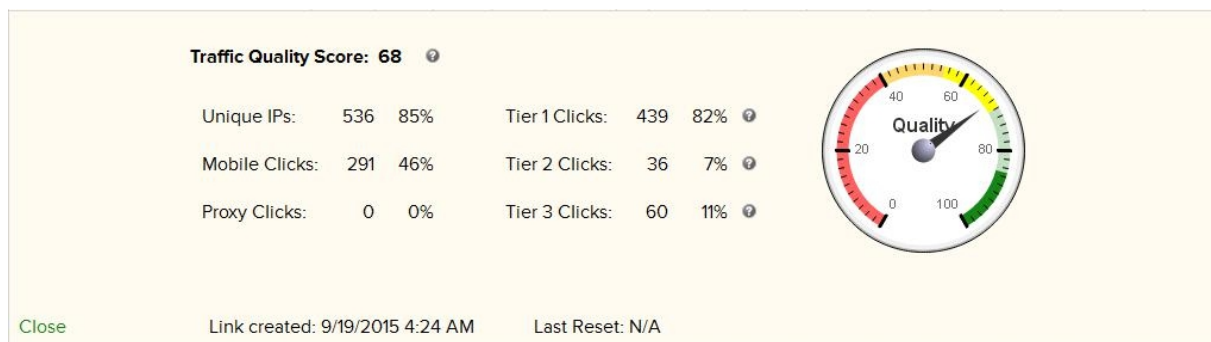 Traffic Quality Score: 68
Unique IPs: 536 85% Tier 1 Clicks: 439 82%
Mobile Clicks: 291 46% Tier 2 Clicks: 36 7%
Proxy Clicks: 0 0% Tier 3 Clicks: 60 11%
40 60
Quality
20 80
0 100
Close Link created: 9/19/2015 4:24 AM Last Reset: N/A